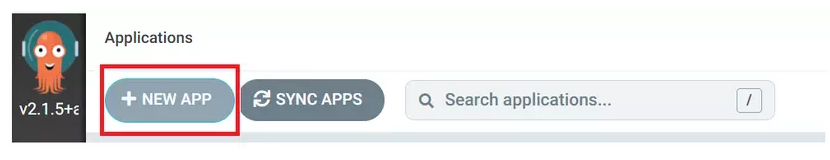 Applications
NEW APP SYNC APPS Search applications... /
v2.1.5+a